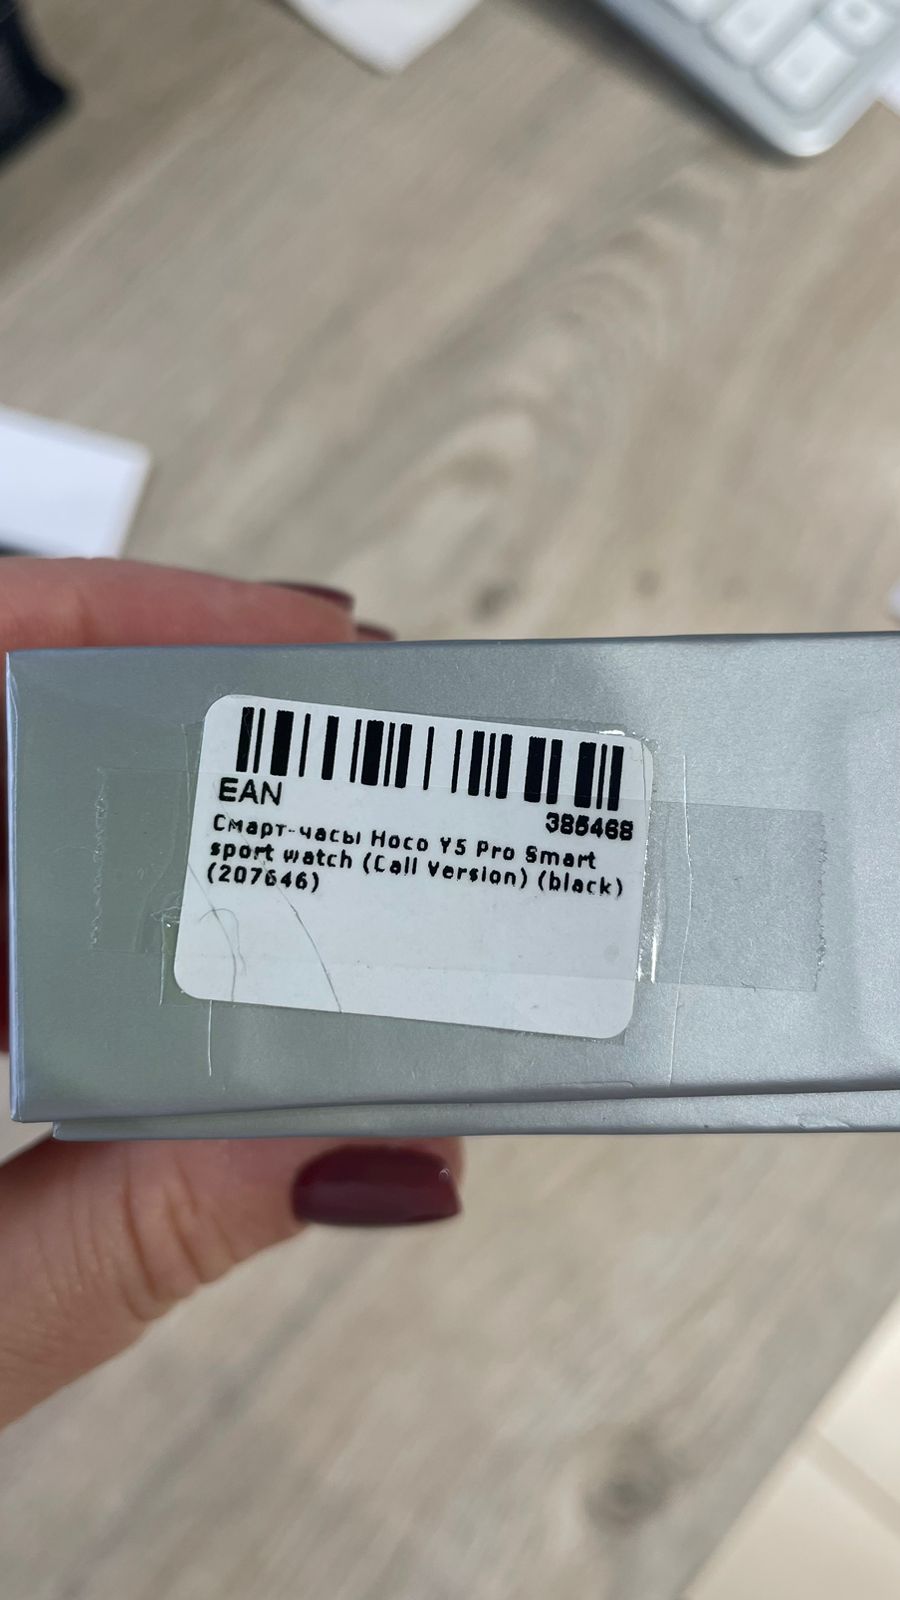 EAN
385468
Смарт-часы Hoco Y5 Pro Smart
sport watch (Call Version) (black)
(207646)